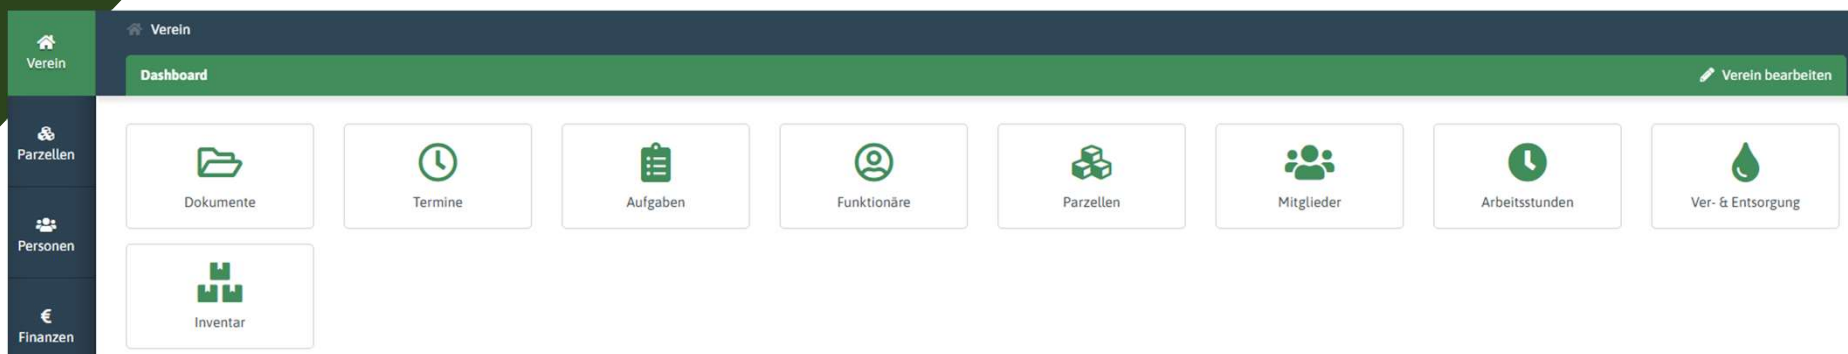 Verein
Verein
Dashboard
Verein bearbeiten
Parzellen
Personen
Finanzen
Dokumente
Termine
Aufgaben
Funktionäre
Parzellen
Mitglieder
Arbeitsstunden
Ver- & Entsorgung
Inventar